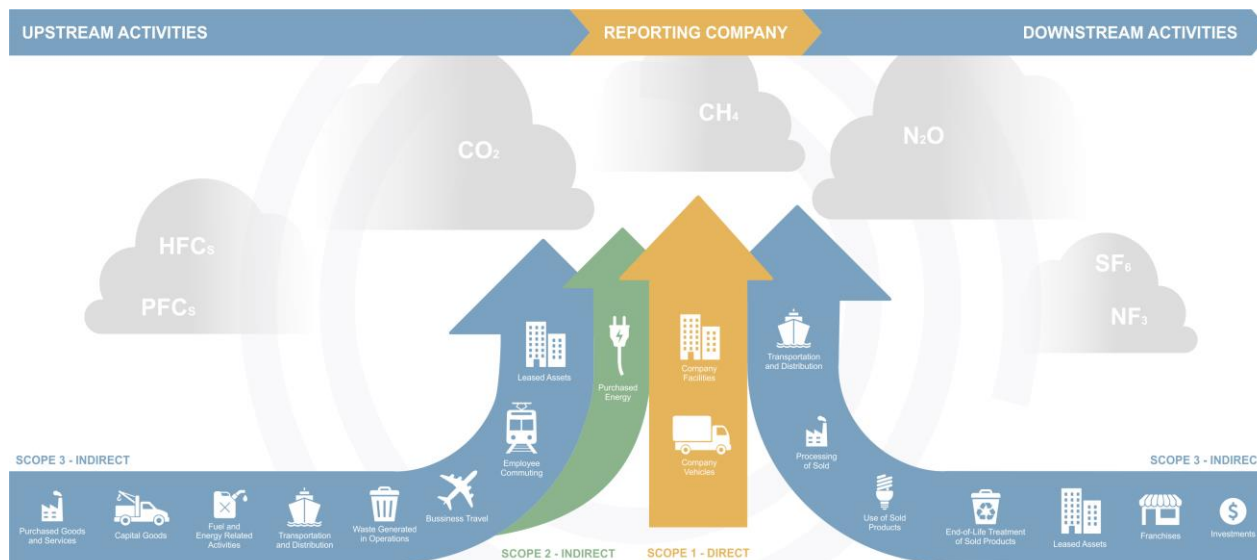 UPSTREAM ACTIVITIES
REPORTING COMPANY
DOWNSTREAM ACTIVITIES
CO₂
CH₄
N₂O
HFCs
PFCs
SF₆
NF₃
Leased Assets
Purchased
Energy
Company
Facilities
Transportation
and Distribution
Employee
Commuting
Company
Vehicles
Processing
of Sold
SCOPE 3 - INDIRECT
SCOPE 3 - INDIREC
Purchased Goods
and Services
Capital Goods
Fuel and
Energy Related
Activities
Transportation
and Distribution
Waste Generated
in Operations
Bussiness Travel
Use of Sold
Products
End-of-Life Treatment
of Sold Products
Leased Assets
Franchises
Investments
SCOPE 2 - INDIRECT
SCOPE 1 - DIRECT